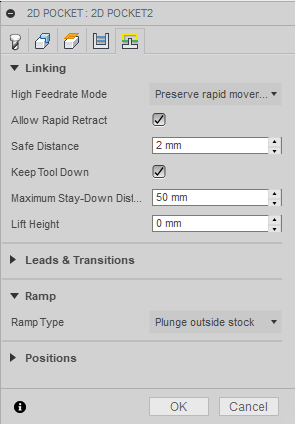 2D POCKET : 2D POCKET2
Linking
High Feedrate Mode Preserve rapid mover...
Allow Rapid Retract
Safe Distance 2 mm
Keep Tool Down
Maximum Stay-Down Dist... 50 mm
Lift Height 0 mm
Leads & Transitions
Ramp
Ramp Type Plunge outside stock
Positions
OK Cancel